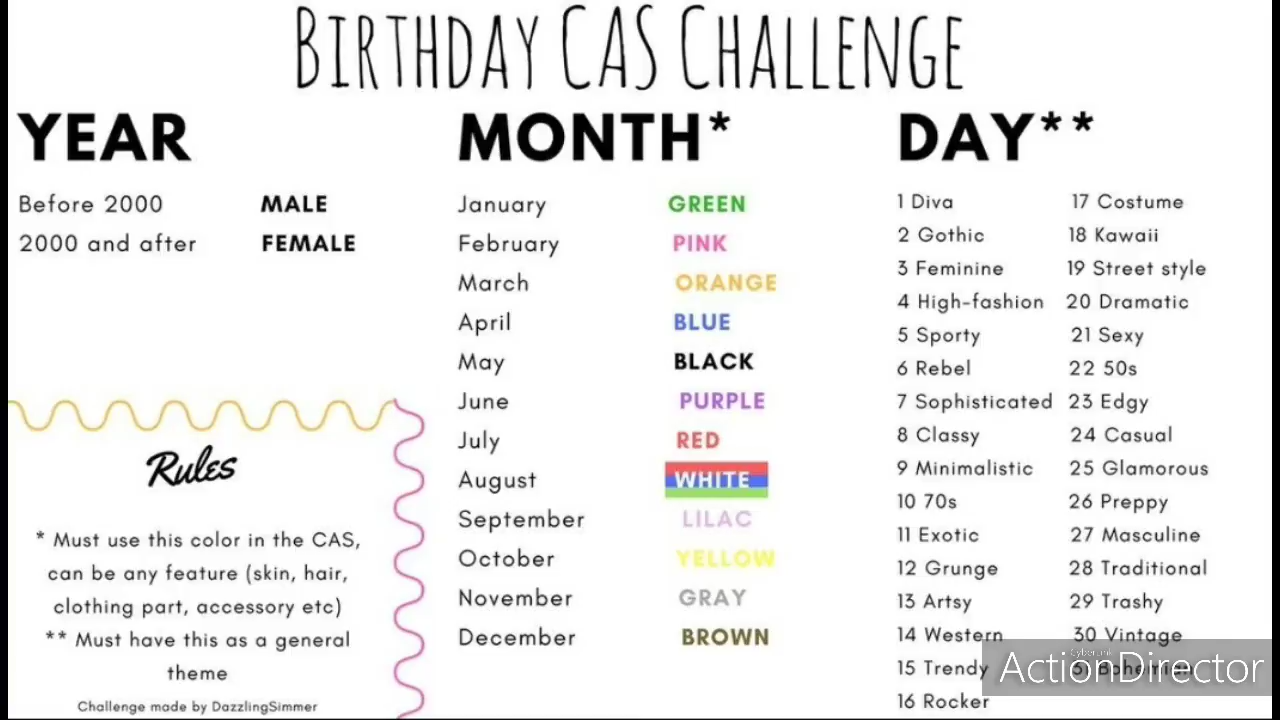 BIRTHDAY CAS CHALLENGE
YEAR
Before 2000 MALE
2000 and after FEMALE
Rules
* Must use this color in the CAS,
can be any feature (skin, hair,
clothing part, accessory etc)
** Must have this as a general
theme
Challenge made by DazzlingSimmer
MONTH*
January GREEN
February PINK
March ORANGE
April BLUE
May BLACK
June PURPLE
July RED
August WHITE
September LILAC
October YELLOW
November GRAY
December BROWN
DAY**
1 Diva
2 Gothic
3 Feminine
4 High-fashion
5 Sporty
6 Rebel
7 Sophisticated
8 Classy
9 Minimalistic
10 70s
11 Exotic
12 Grunge
13 Artsy
14 Western
15 Trendy
16 Rocker
17 Costume
18 Kawaii
19 Street style
20 Dramatic
21 Sexy
22 50s
23 Edgy
24 Casual
25 Glamorous
26 Preppy
27 Masculine
28 Traditional
29 Trashy
30 Vintage
31 Bohemian
CyberLink
ActionDirector